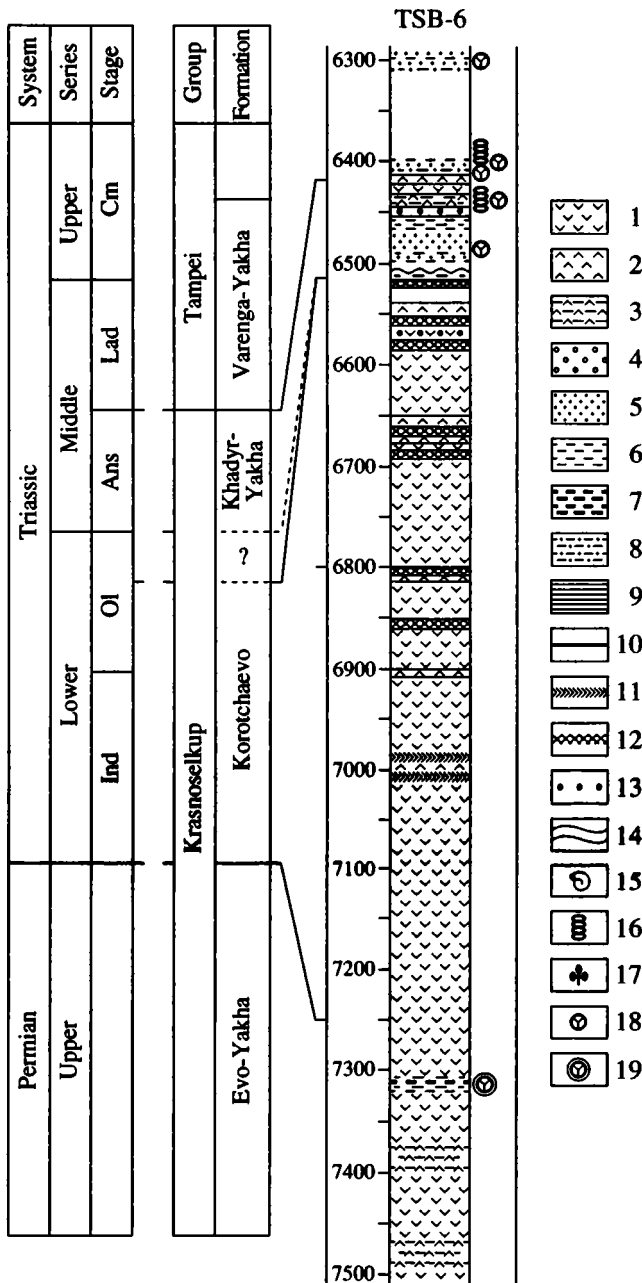 TSB-6
System
Series
Stage
Group
Formation
Triassic
Permian
Upper
Middle
Lower
Upper
Cm
Lad
Ans
Ol
Ind
Tampei
Krasnoselkup
Varenga-Yakha
Khadyr-
Yakha
?
Korotchaevo
Evo-Yakha
6300
6400
6500
6600
6700
6800
6900
7000
7100
7200
7300
7400
7500
1
2
3
4
5
6
7
8
9
10
11
12
13
14
15
16
17
18
19